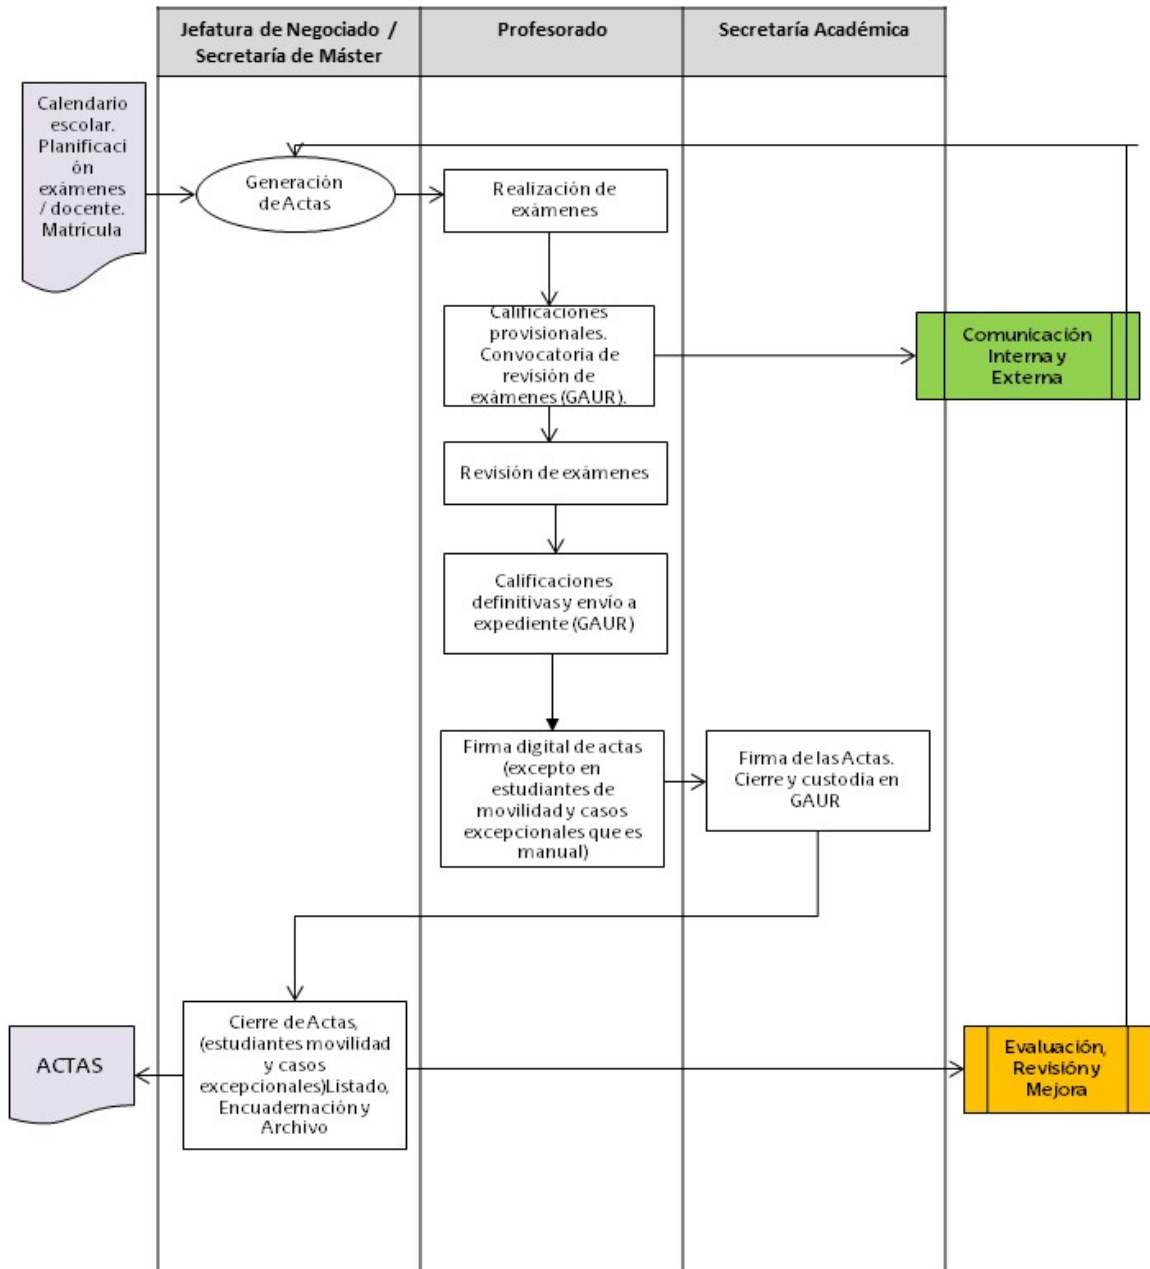 Jefatura de Negociado /
Secretaría de Máster
Profesorado
Secretaría Académica
Calendario
escolar.
Planificaci
ón
exámenes
/ docente.
Matrícula
Generación
de Actas
Realización de
exámenes
Calificaciones
provisionales.
Convocatoria de
revisión de
exámenes (GAUR).
Comunicación
Interna y
Externa
Revisión de exámenes
Calificaciones
definitivas y envío a
expediente (GAUR)
Firma digital de actas
(excepto en
estudiantes de
movilidad y casos
excepcionales que es
manual)
Firma de las Actas.
Cierre y custodia en
GAUR
ACTAS
Cierre de Actas,
(estudiantes movilidad
y casos
excepcionales)Listado,
Encuadernación y
Archivo
Evaluación,
Revisión y
Mejora